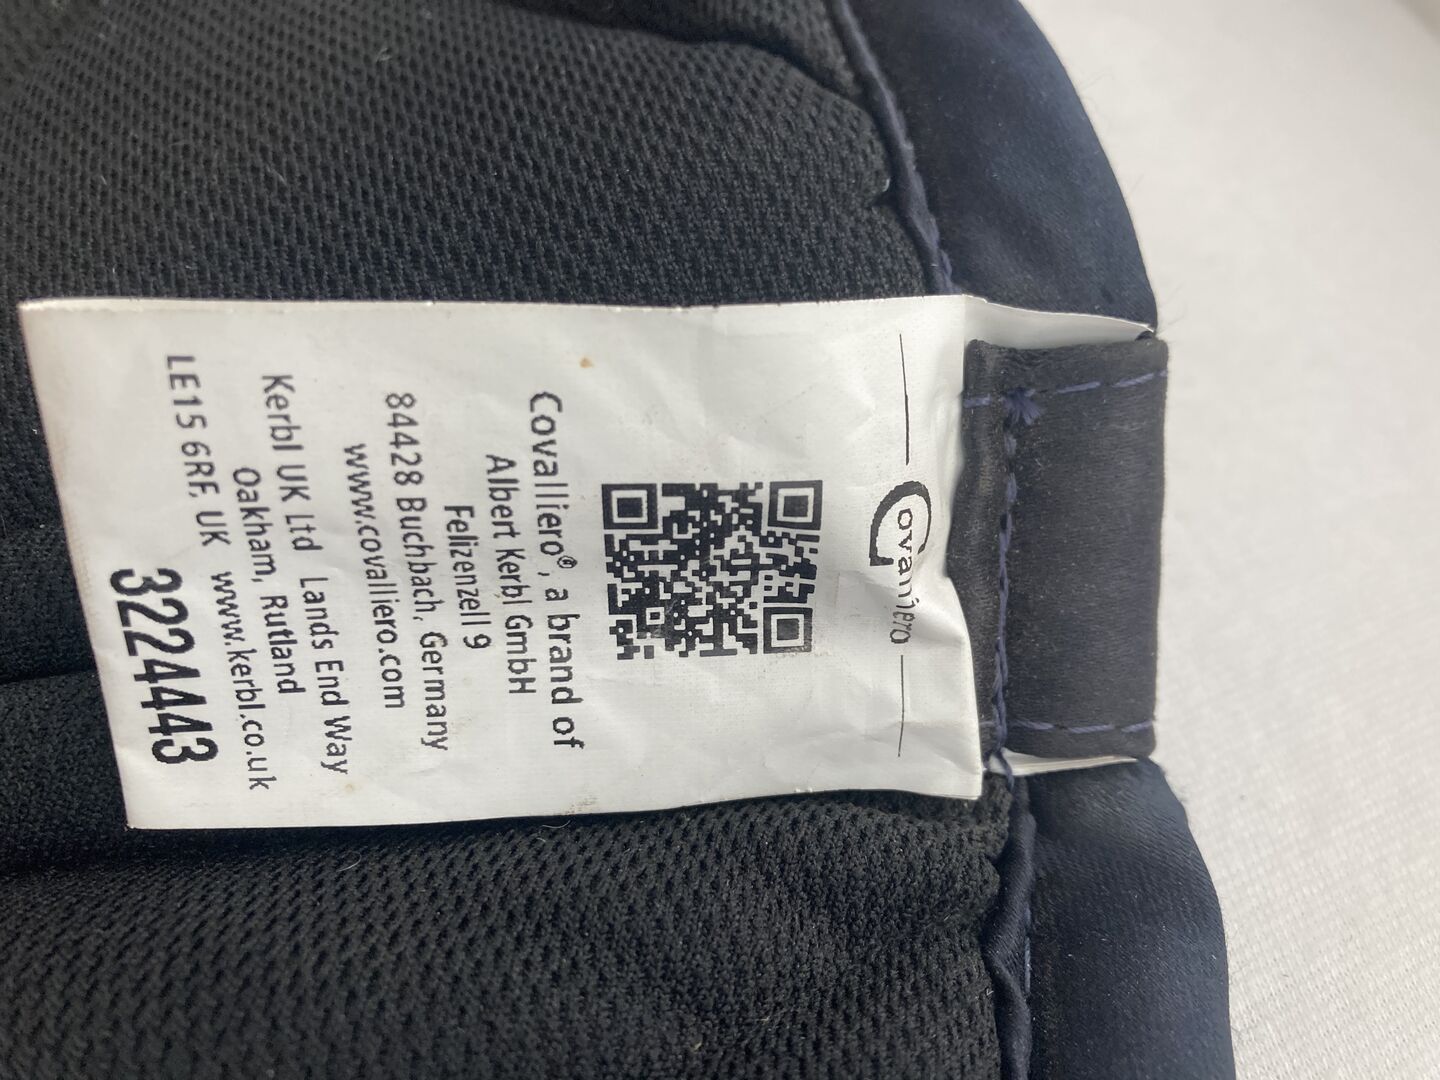 Covalliero
Covalliero®, a brand of
Albert Kerbl GmbH
Felizenzell 9
84428 Buchbach, Germany
www.covalliero.com
Kerbl UK Ltd Lands End Way
Oakham, Rutland
LE15 6RF, UK www.kerbl.co.uk
3224443